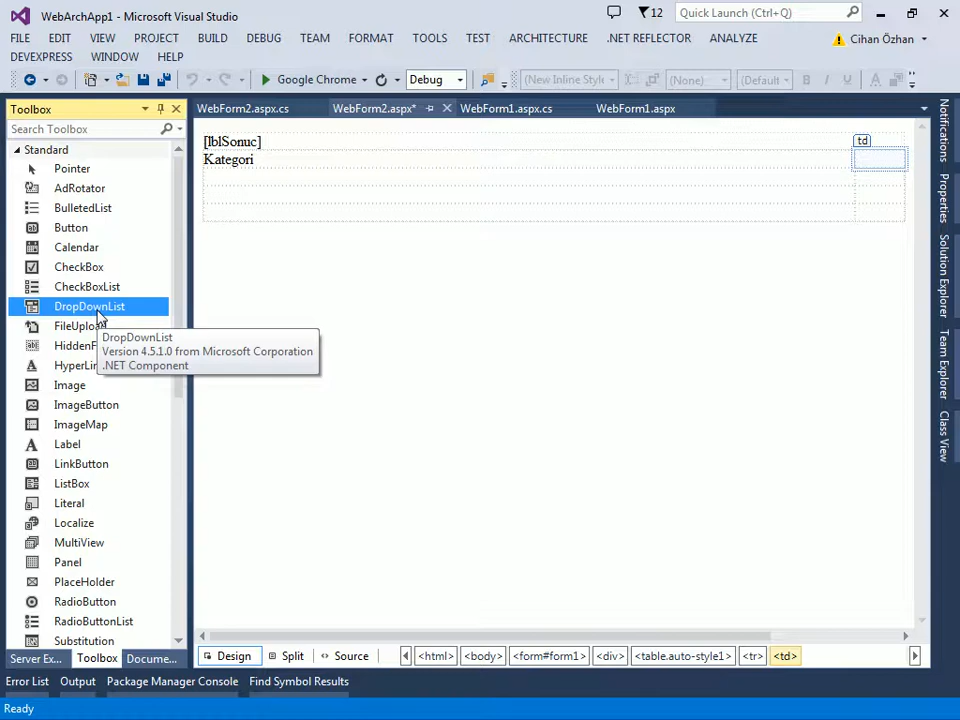 WebArchApp1 - Microsoft Visual Studio
12
Quick Launch (Ctrl+Q)
FILE EDIT VIEW PROJECT BUILD DEBUG TEAM FORMAT TOOLS TEST ARCHITECTURE .NET REFLECTOR ANALYZE
Cihan Özhan
DEVEXPRESS WINDOW HELP
Google Chrome
Debug
(New Inline Style
(None)
(Default
B I U A
Toolbox
WebForm2.aspx.cs WebForm2.aspx* WebForm1.aspx.cs WebForm1.aspx
Search Toolbox
Standard
Pointer
AdRotator
BulletedList
Button
Calendar
CheckBox
CheckBoxList
DropDownList
FileUpload
HiddenF
HyperLin
Image
ImageButton
ImageMap
Label
LinkButton
ListBox
Literal
Localize
MultiView
Panel
PlaceHolder
RadioButton
RadioButtonList
Substitution
DropDownList
Version 4.5.1.0 from Microsoft Corporation
.NET Component
[lblSonuc]
td
Kategori
Notifications
Properties
Solution Explorer
Team Explorer
Class View
Server Ex... Toolbox Docume...
Design Split Source <html> <body> <form#form1> <div> <table.auto-style1> <tr> <td>
Error List Output Package Manager Console Find Symbol Results
Ready